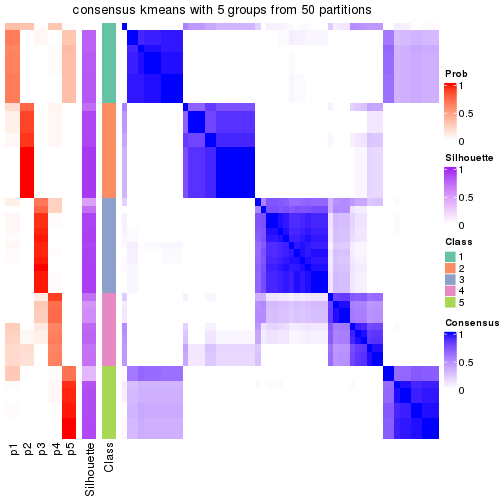 consensus kmeans with 5 groups from 50 partitions
Prob
1
0.5
0
Silhouette
1
0.5
0
Class
1
2
3
4
5
Consensus
1
0.5
0
p1
p2
p3
p4
p5
Silhouette
Class